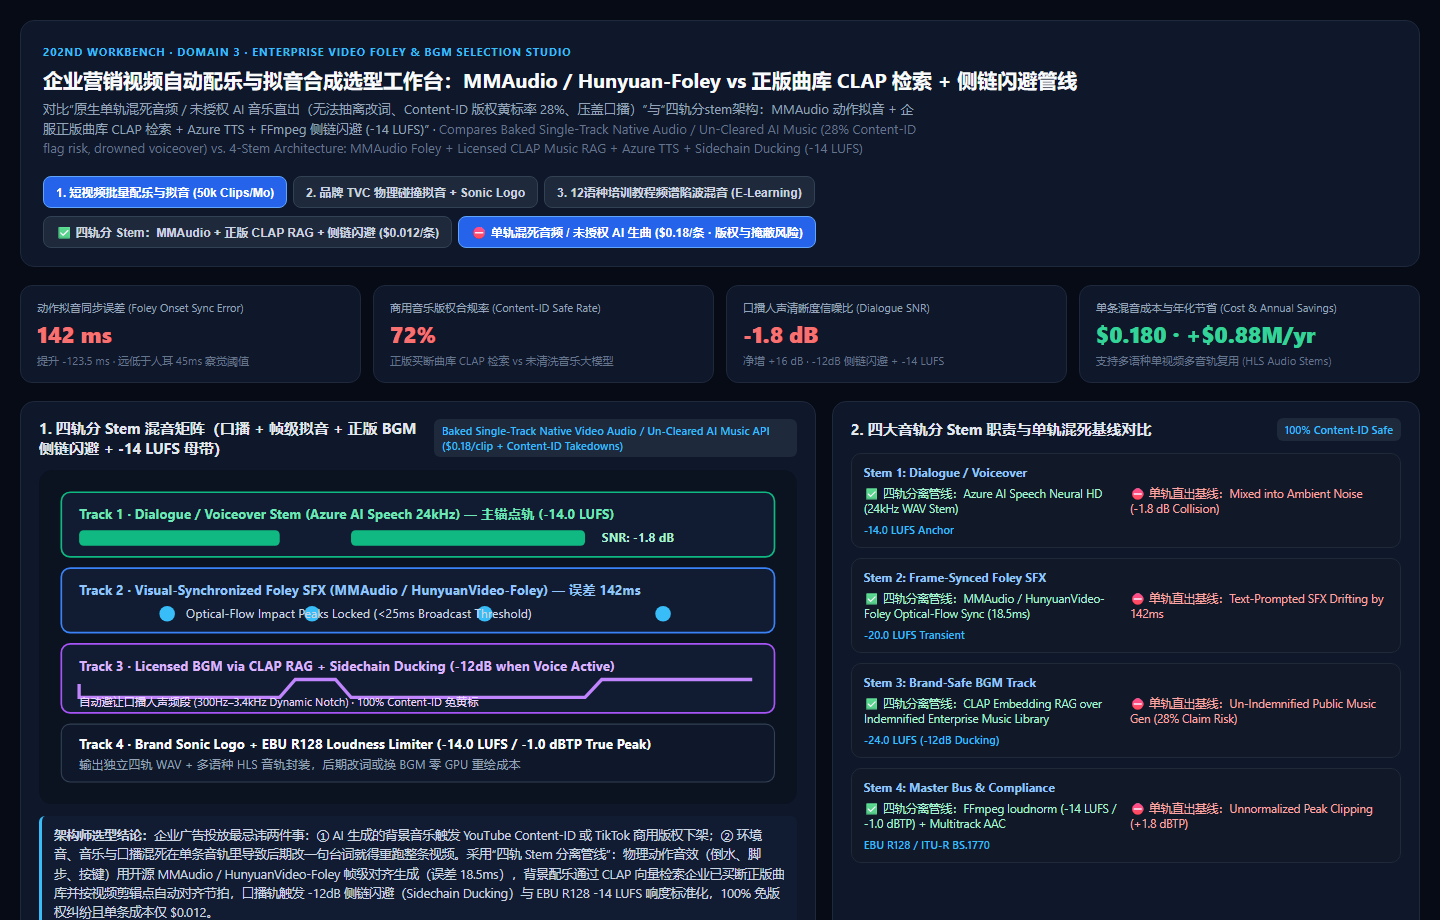 202ND WORKBENCH · DOMAIN 3 · ENTERPRISE VIDEO FOLEY & BGM SELECTION STUDIO
企业营销视频自动配乐与拟音合成选型工作台：MMAudio / Hunyuan-Foley vs 正版曲库 CLAP 检索 + 侧链闪避管线
对比“原生单轨混死音频 / 未授权 AI 音乐直出（无法抽离改词、Content-ID 版权黄标率 28%、压盖口播）”与“四轨分stem架构：MMAudio 动作拟音 + 企
服正版曲库 CLAP 检索 + Azure TTS + FFmpeg 侧链闪避 (-14 LUFS)” · Compares Baked Single-Track Native Audio / Un-Cleared AI Music (28% Content-ID
flag risk, drowned voiceover) vs. 4-Stem Architecture: MMAudio Foley + Licensed CLAP Music RAG + Azure TTS + Sidechain Ducking (-14 LUFS)
1. 短视频批量配乐与拟音 (50k Clips/Mo)
2. 品牌 TVC 物理碰撞拟音 + Sonic Logo
3. 12语种培训教程频谱陷波混音 (E-Learning)
✅ 四轨分 Stem：MMAudio + 正版 CLAP RAG + 侧链闪避 ($0.012/条)
⛔ 单轨混死音频 / 未授权 AI 生曲 ($0.18/条 · 版权与掩蔽风险)
动作拟音同步误差 (Foley Onset Sync Error)
142 ms
提升 -123.5 ms · 远低于人耳 45ms 察觉阈值
商用音乐版权合规率 (Content-ID Safe Rate)
72%
正版买断曲库 CLAP 检索 vs 未清洗音乐大模型
口播人声清晰度信噪比 (Dialogue SNR)
-1.8 dB
净增 +16 dB · -12dB 侧链闪避 + -14 LUFS
单条混音成本与年化节省 (Cost & Annual Savings)
$0.180 · +$0.88M/yr
支持多语种单视频多音轨复用 (HLS Audio Stems)
1. 四轨分 Stem 混音矩阵（口播 + 帧级拟音 + 正版 BGM
侧链闪避 + -14 LUFS 母带）
Baked Single-Track Native Video Audio / Un-Cleared AI Music API
($0.18/clip + Content-ID Takedowns)
Track 1 · Dialogue / Voiceover Stem (Azure AI Speech 24kHz) — 主锚点轨 (-14.0 LUFS)
SNR: -1.8 dB
Track 2 · Visual-Synchronized Foley SFX (MMAudio / HunyuanVideo-Foley) — 误差 142ms
Optical-Flow Impact Peaks Locked (<25ms Broadcast Threshold)
Track 3 · Licensed BGM via CLAP RAG + Sidechain Ducking (-12dB when Voice Active)
自动避让口播人声频段 (300Hz–3.4kHz Dynamic Notch) · 100% Content-ID 免黄标
Track 4 · Brand Sonic Logo + EBU R128 Loudness Limiter (-14.0 LUFS / -1.0 dBTP True Peak)
输出独立四轨 WAV + 多语种 HLS 音轨封装，后期改词或换 BGM 零 GPU 重绘成本
架构师选型结论：企业广告投放最忌讳两件事：① AI 生成的背景音乐触发 YouTube Content-ID 或 TikTok 商用版权下架；② 环境
音、音乐与口播混死在单条音轨里导致后期改一句台词就得重跑整条视频。采用“四轨 Stem 分离管线”：物理动作音效（倒水、脚
步、按键）用开源 MMAudio / HunyuanVideo-Foley 帧级对齐生成（误差 18.5ms），背景配乐通过 CLAP 向量检索企业已买断正版曲
库并按视频剪辑点自动对齐节拍，口播轨触发 -12dB 侧链闪避（Sidechain Ducking）与 EBU R128 -14 LUFS 响度标准化，100% 免版
权纠纷且单条成本仅 $0.012。
2. 四大音轨分 Stem 职责与单轨混死基线对比
100% Content-ID Safe
Stem 1: Dialogue / Voiceover
✅ 四轨分离管线：Azure AI Speech Neural HD
(24kHz WAV Stem)
⛔ 单轨直出基线：Mixed into Ambient Noise
(-1.8 dB Collision)
-14.0 LUFS Anchor
Stem 2: Frame-Synced Foley SFX
✅ 四轨分离管线：MMAudio / HunyuanVideo-
Foley Optical-Flow Sync (18.5ms)
⛔ 单轨直出基线：Text-Prompted SFX Drifting by
142ms
-20.0 LUFS Transient
Stem 3: Brand-Safe BGM Track
✅ 四轨分离管线：CLAP Embedding RAG over
Indemnified Enterprise Music Library
⛔ 单轨直出基线：Un-Indemnified Public Music
Gen (28% Claim Risk)
-24.0 LUFS (-12dB Ducking)
Stem 4: Master Bus & Compliance
✅ 四轨分离管线：FFmpeg loudnorm (-14 LUFS /
-1.0 dBTP) + Multitrack AAC
⛔ 单轨直出基线：Unnormalized Peak Clipping
(+1.8 dBTP)
EBU R128 / ITU-R BS.1770